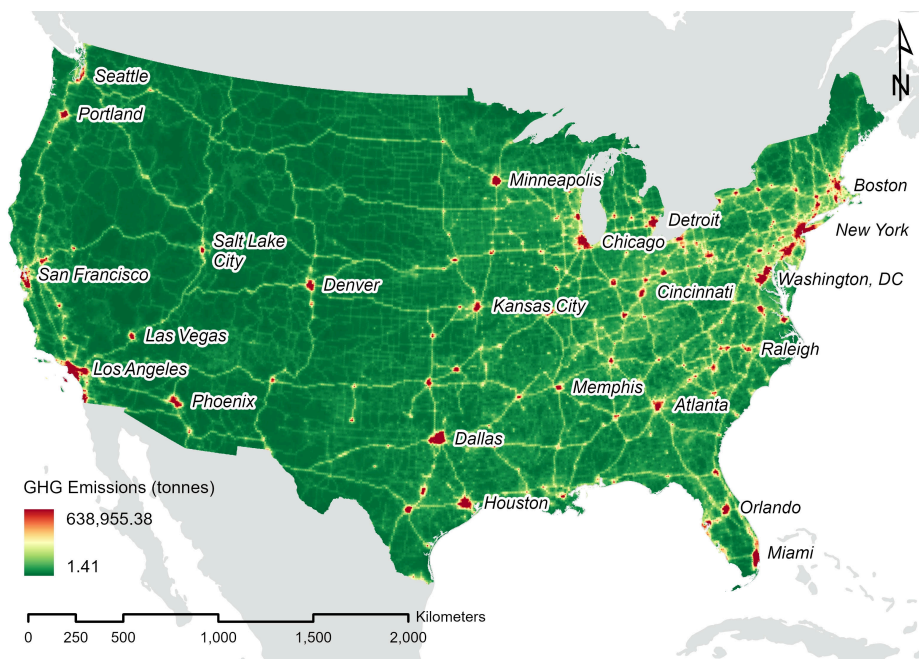 N
Seattle
Portland
Minneapolis
Boston
Detroit
New York
Salt Lake
City
Chicago
San Francisco
Denver
Cincinnati
Washington, DC
Kansas City
Las Vegas
Raleigh
Los Angeles
Memphis
Phoenix
Atlanta
Dallas
GHG Emissions (tonnes)
638,955.38
1.41
Houston
Orlando
Miami
Kilometers
0 250 500 1,000 1,500 2,000